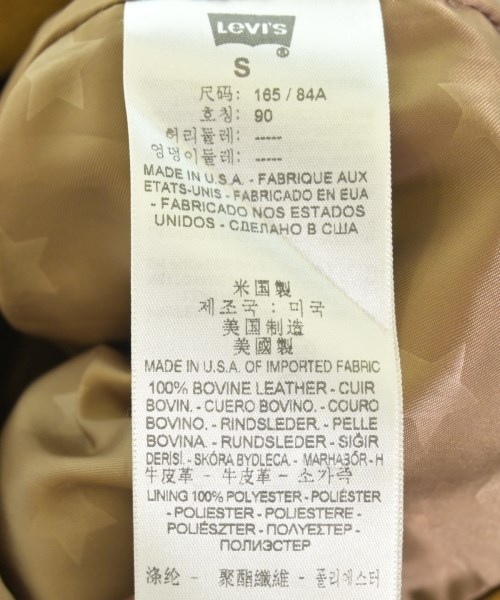 LEVI'S
®
S
尺码: 165 / 84A
호칭: 90
허리둘레: -----
엉덩이둘레: -----
MADE IN U.S.A. - FABRIQUE AUX
ETATS-UNIS - FABRICADO EN EUA
- FABRICADO NOS ESTADOS
UNIDOS - СДЕЛАНО В США
米国製
제조국 : 미국
美国制造
美國製
MADE IN U.S.A. OF IMPORTED FABRIC
100% BOVINE LEATHER - CUIR
BOVIN. - CUERO BOVINO. - COURO
BOVINO. - RINDSLEDER. - PELLE
BOVINA. - RUNDSLEDER - SIĞIR
DERİSİ. - SKÓRA BYDLECA. - MARHABŐR - H
牛皮革 - 牛皮革 - 소가죽
LINING 100% POLYESTER - POLIÉSTER
- POLIESTER - POLIESTERE -
POLIÉSZTER - ПОЛУЕСТЕР -
ПОЛИЭСТЕР
涤纶 - 聚酯纖維 - 폴리에스터